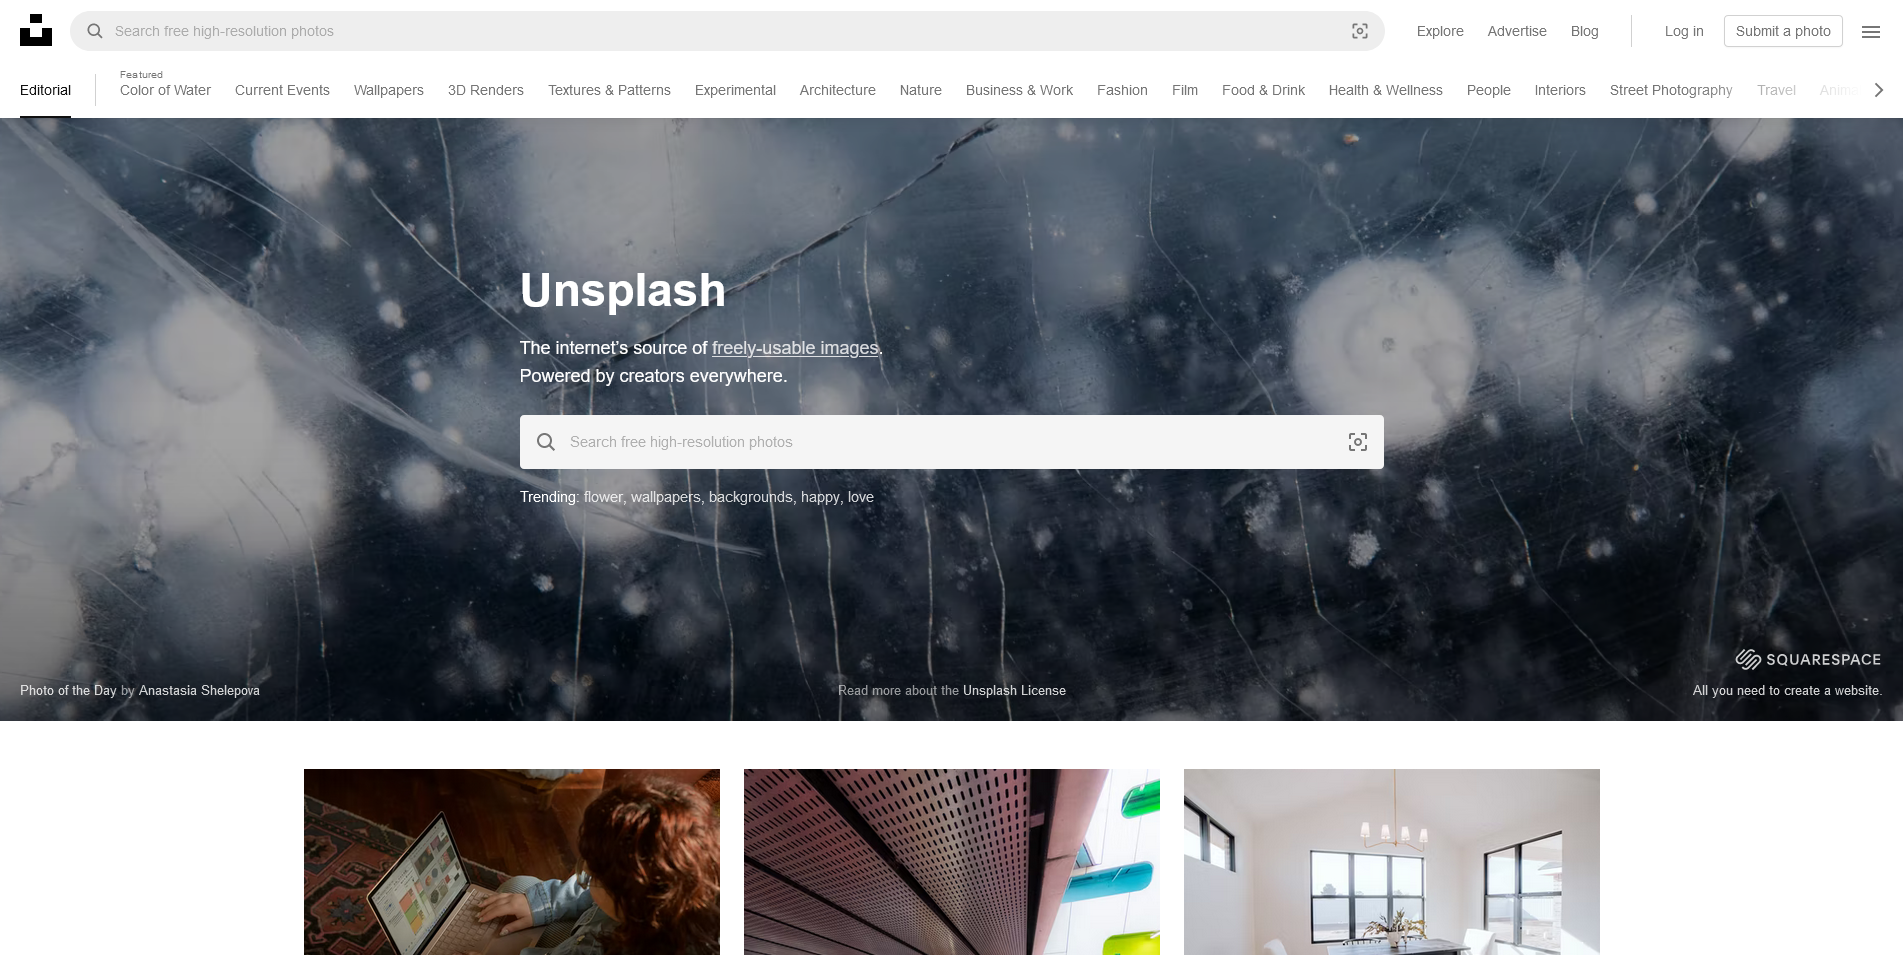 Search free high-resolution photos
Explore
Advertise
Blog
Log in
Submit a photo
Editorial
Featured
Color of Water
Current Events
Wallpapers
3D Renders
Textures & Patterns
Experimental
Architecture
Nature
Business & Work
Fashion
Film
Food & Drink
Health & Wellness
People
Interiors
Street Photography
Travel
Unsplash
The internet’s source of freely-usable images.
Powered by creators everywhere.
Search free high-resolution photos
Trending: flower, wallpapers, backgrounds, happy, love
SQUARESPACE
Photo of the Day by Anastasia Shelepova
Read more about the Unsplash License
All you need to create a website.